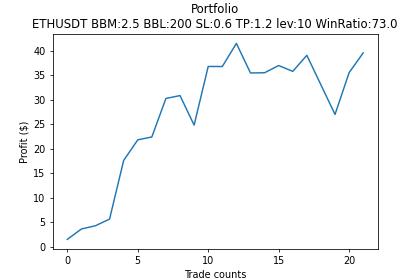 Portfolio
ETHUSDT BBM:2.5 BBL:200 SL:0.6 TP:1.2 lev:10 WinRatio:73.0
40
35
30
25
20
15
10
5
0
Profit ($)
0 5 10 15 20
Trade counts